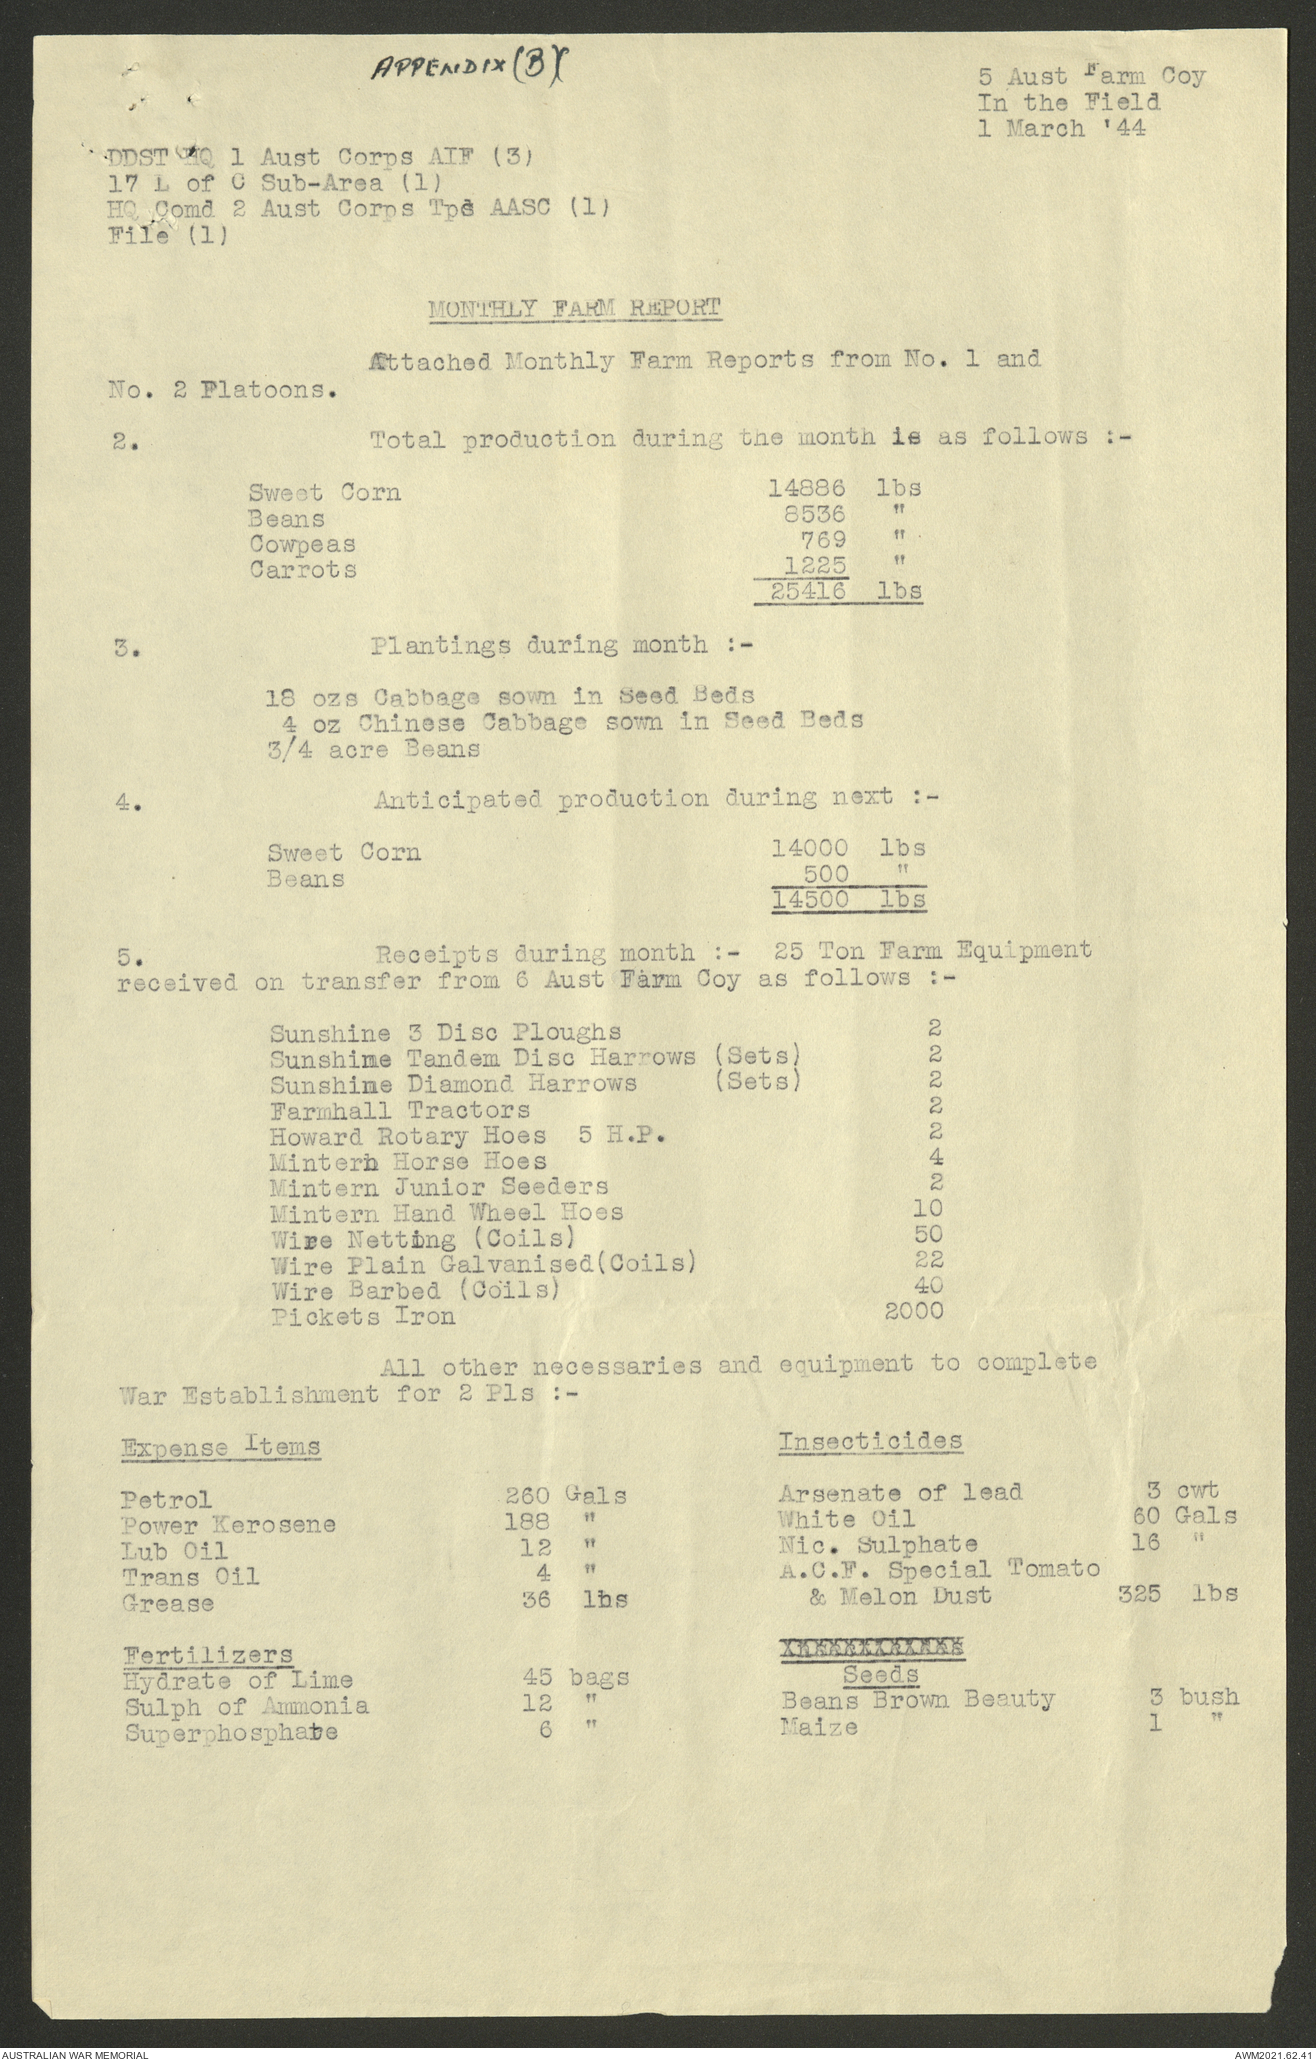 APPENDIX (B)
5 Aust Farm Coy
In the Field
1 March '44
DDST HQ 1 Aust Corps AIF (3)
17 L of C Sub-Area (1)
HQ Comd 2 Aust Corps Tps AASC (1)
File (1)
MONTHLY FARM REPORT
Attached Monthly Farm Reports from No. 1 and
No. 2 Platoons.
2. Total production during the month is as follows :-
Sweet Corn 14886 lbs
Beans 8536 "
Cowpeas 769 "
Carrots 1225 "
25416 lbs
3. Plantings during month :-
18 ozs Cabbage sown in Seed Beds
4 oz Chinese Cabbage sown in Seed Beds
3/4 acre Beans
4. Anticipated production during next :-
Sweet Corn 14000 lbs
Beans 500 "
14500 lbs
5. Receipts during month :- 25 Ton Farm Equipment
received on transfer from 6 Aust Farm Coy as follows :-
Sunshine 3 Disc Ploughs 2
Sunshine Tandem Disc Harrows (Sets) 2
Sunshine Diamond Harrows (Sets) 2
Farmhall Tractors 2
Howard Rotary Hoes 5 H.P. 2
Mintern Horse Hoes 4
Mintern Junior Seeders 2
Mintern Hand Wheel Hoes 10
Wire Netting (Coils) 50
Wire Plain Galvanised(Coils) 22
Wire Barbed (Coils) 40
Pickets Iron 2000
All other necessaries and equipment to complete
War Establishment for 2 Pls :-
Expense Items
Petrol 260 Gals
Power Kerosene 188 "
Lub Oil 12 "
Trans Oil 4 "
Grease 36 lbs
Fertilizers
Hydrate of Lime 45 bags
Sulph of Ammonia 12 "
Superphosphate 6 "
Insecticides
Arsenate of lead 3 cwt
White Oil 60 Gals
Nic. Sulphate 16 "
A.C.F. Special Tomato
& Melon Dust 325 lbs
Seeds
Beans Brown Beauty 3 bush
Maize 1 "
AUSTRALIAN WAR MEMORIAL
AWM2021.62.41